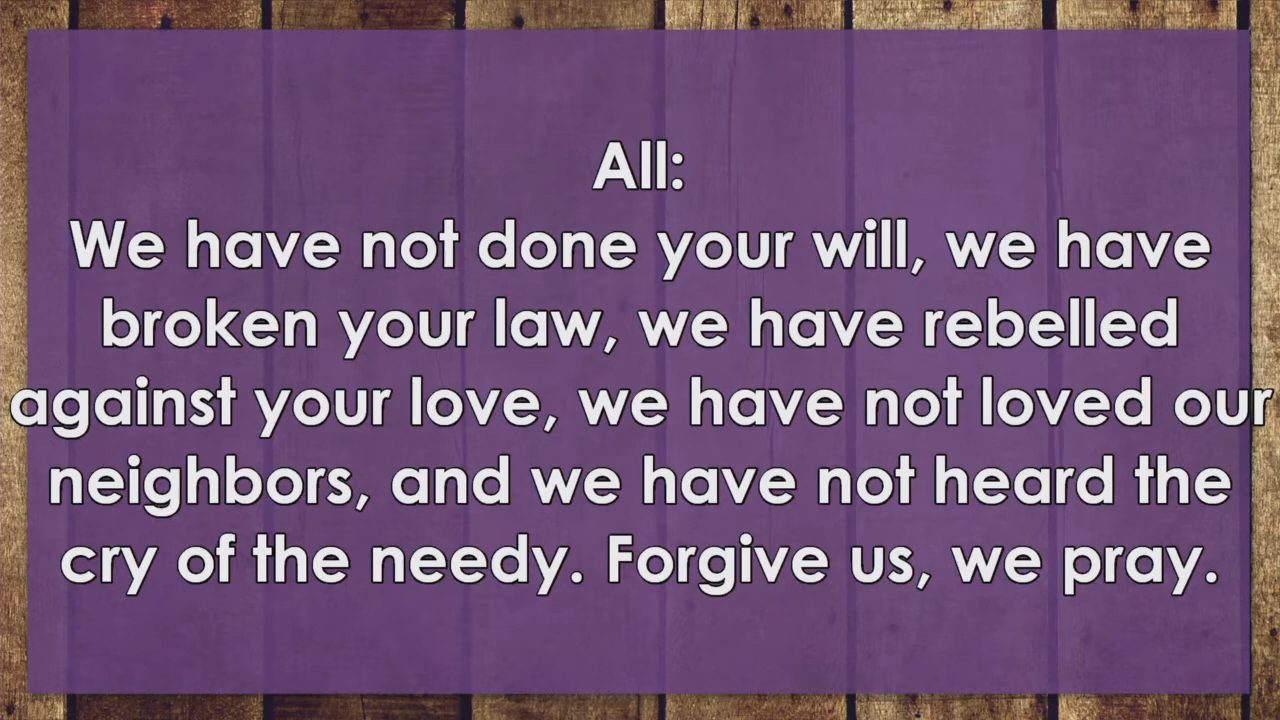 All:
We have not done your will, we have
broken your law, we have rebelled
against your love, we have not loved our
neighbors, and we have not heard the
cry of the needy. Forgive us, we pray.